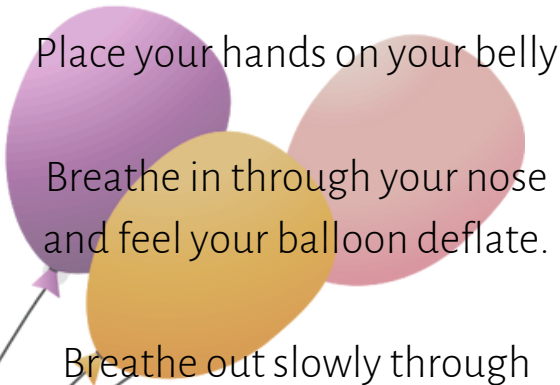 Place your hands on your belly
Breathe in through your nose
and feel your balloon deflate.
Breathe out slowly through